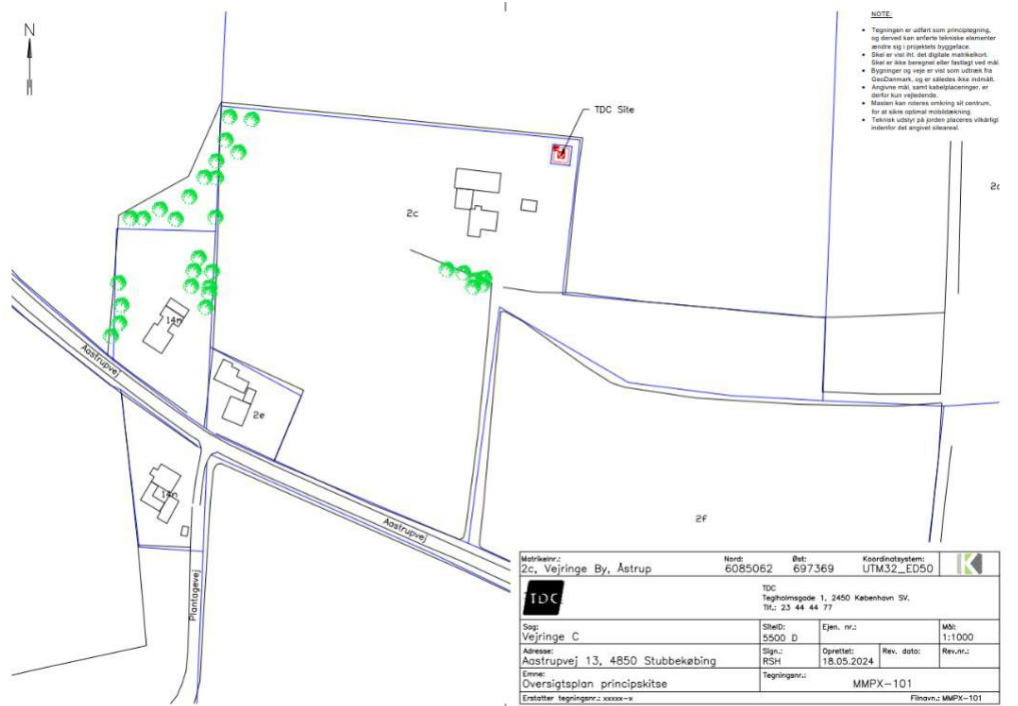 N
NOTE:
• Tegningen er udført som principtegning,
og derved kan anførte tekniske elementer
ændre sig i projektets byggeface.
• Skel er vist iht. det digitale matrikelkort.
Skel er ikke beregnet eller fastlagt ved mål.
• Bygninger og veje er vist som udtræk fra
GeoDanmark, og er således ikke indmålt.
• Angivne mål, samt kabelplaceringer, er
derfor kun vejledende.
• Masten kan roteres omkring sit centrum,
for at sikre optimal mobildækning.
• Teknisk udstyr på jorden placeres vilkårligt
indenfor det angivet siteareal.
TDC Site
2c
Aastrupvej
2e
Aastrupvej
2f
Plantagevej
Matrikelnr.:
2c, Vejringe By, Åstrup
Nord:
6085062
Øst:
697369
Koordinatsystem:
UTM32_ED50
TDC
TDC
Teglholmsgade 1, 2450 København SV.
Tlf.: 23 44 44 77
Sag:
Vejringe C
SiteID:
5500 D
Ejen. nr.:
Mål:
1:1000
Adresse:
Aastrupvej 13, 4850 Stubbekøbing
Sign.:
RSH
Oprettet:
18.05.2024
Rev. dato:
Rev.nr.:
Emne:
Oversigtsplan principskitse
Tegningsnr.:
MMPX-101
Erstatter tegningsnr.: xxxxx-x
Filnavn.: MMPX-101